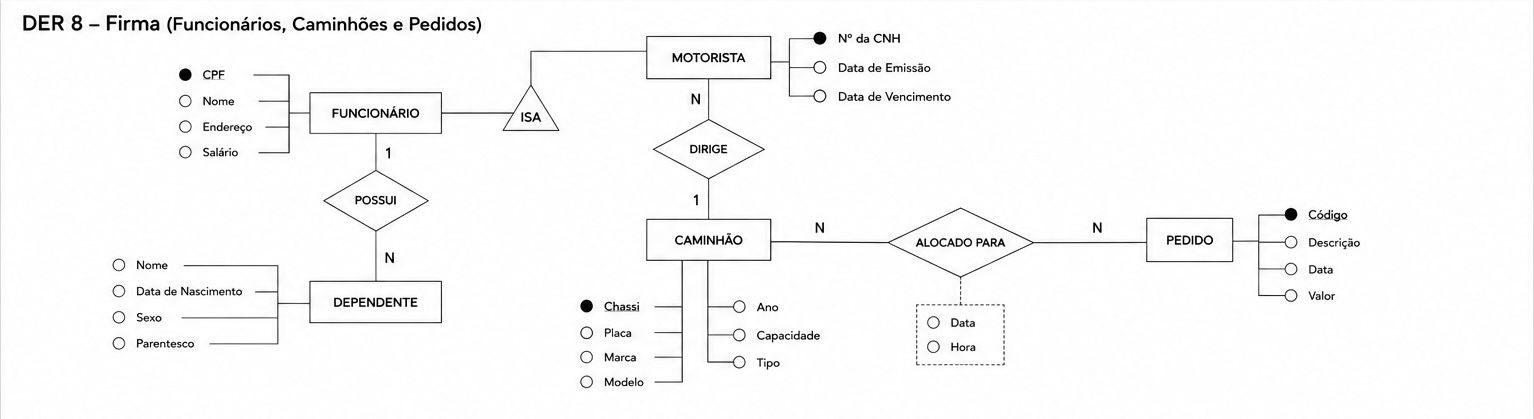 DER 8 – Firma (Funcionários, Caminhões e Pedidos)
CPF
Nome
Endereço
Salário
FUNCIONÁRIO
ISA
MOTORISTA
Nº da CNH
Data de Emissão
Data de Vencimento
1
POSSUI
N
DEPENDENTE
Nome
Data de Nascimento
Sexo
Parentesco
N
DIRIGE
1
CAMINHÃO
Chassi
Placa
Marca
Modelo
Ano
Capacidade
Tipo
N
ALOCADO PARA
N
Data
Hora
PEDIDO
Código
Descrição
Data
Valor